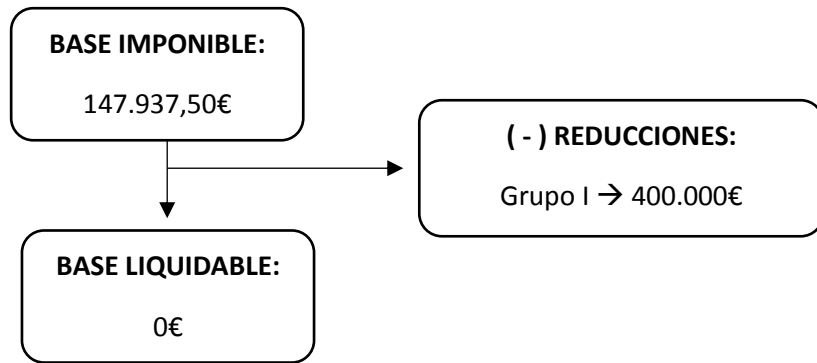 BASE IMPONIBLE:
147.937,50€
( - ) REDUCCIONES:
Grupo I → 400.000€
BASE LIQUIDABLE:
0€